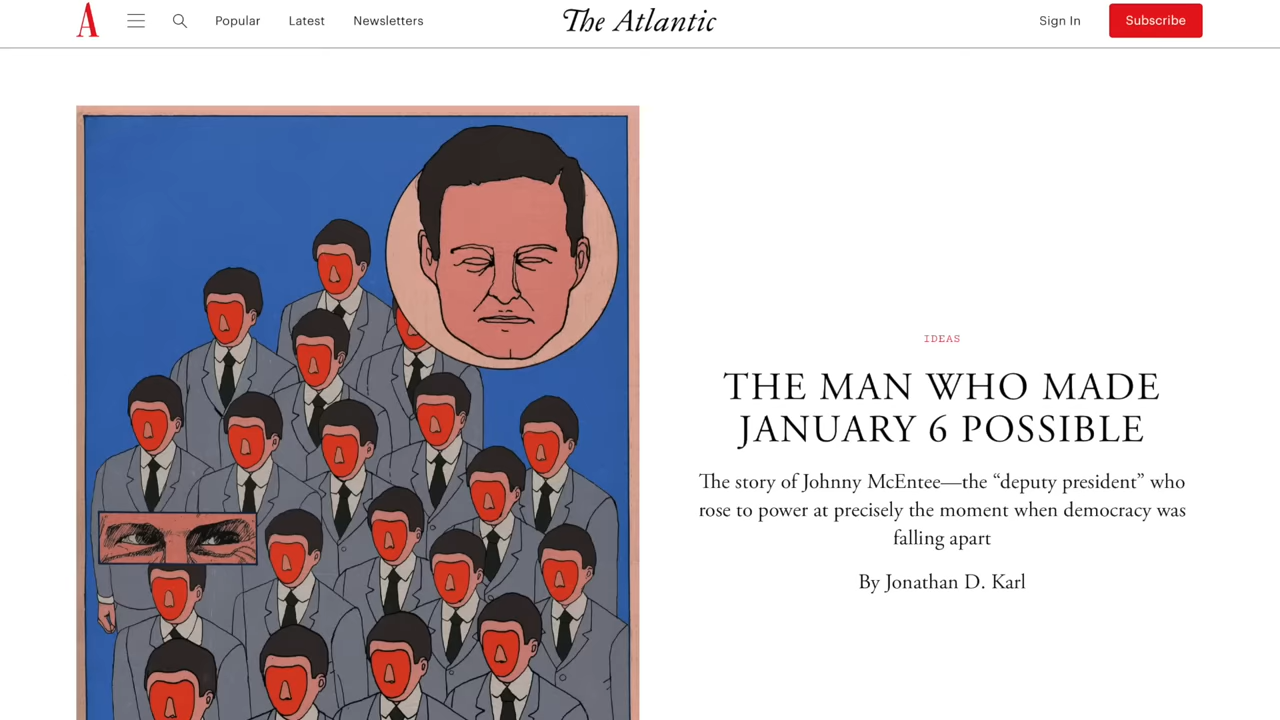 A
Popular
Latest
Newsletters
The Atlantic
Sign In
Subscribe
IDEAS
THE MAN WHO MADE
JANUARY 6 POSSIBLE
The story of Johnny McEntee—the “deputy president” who
rose to power at precisely the moment when democracy was
falling apart
By Jonathan D. Karl